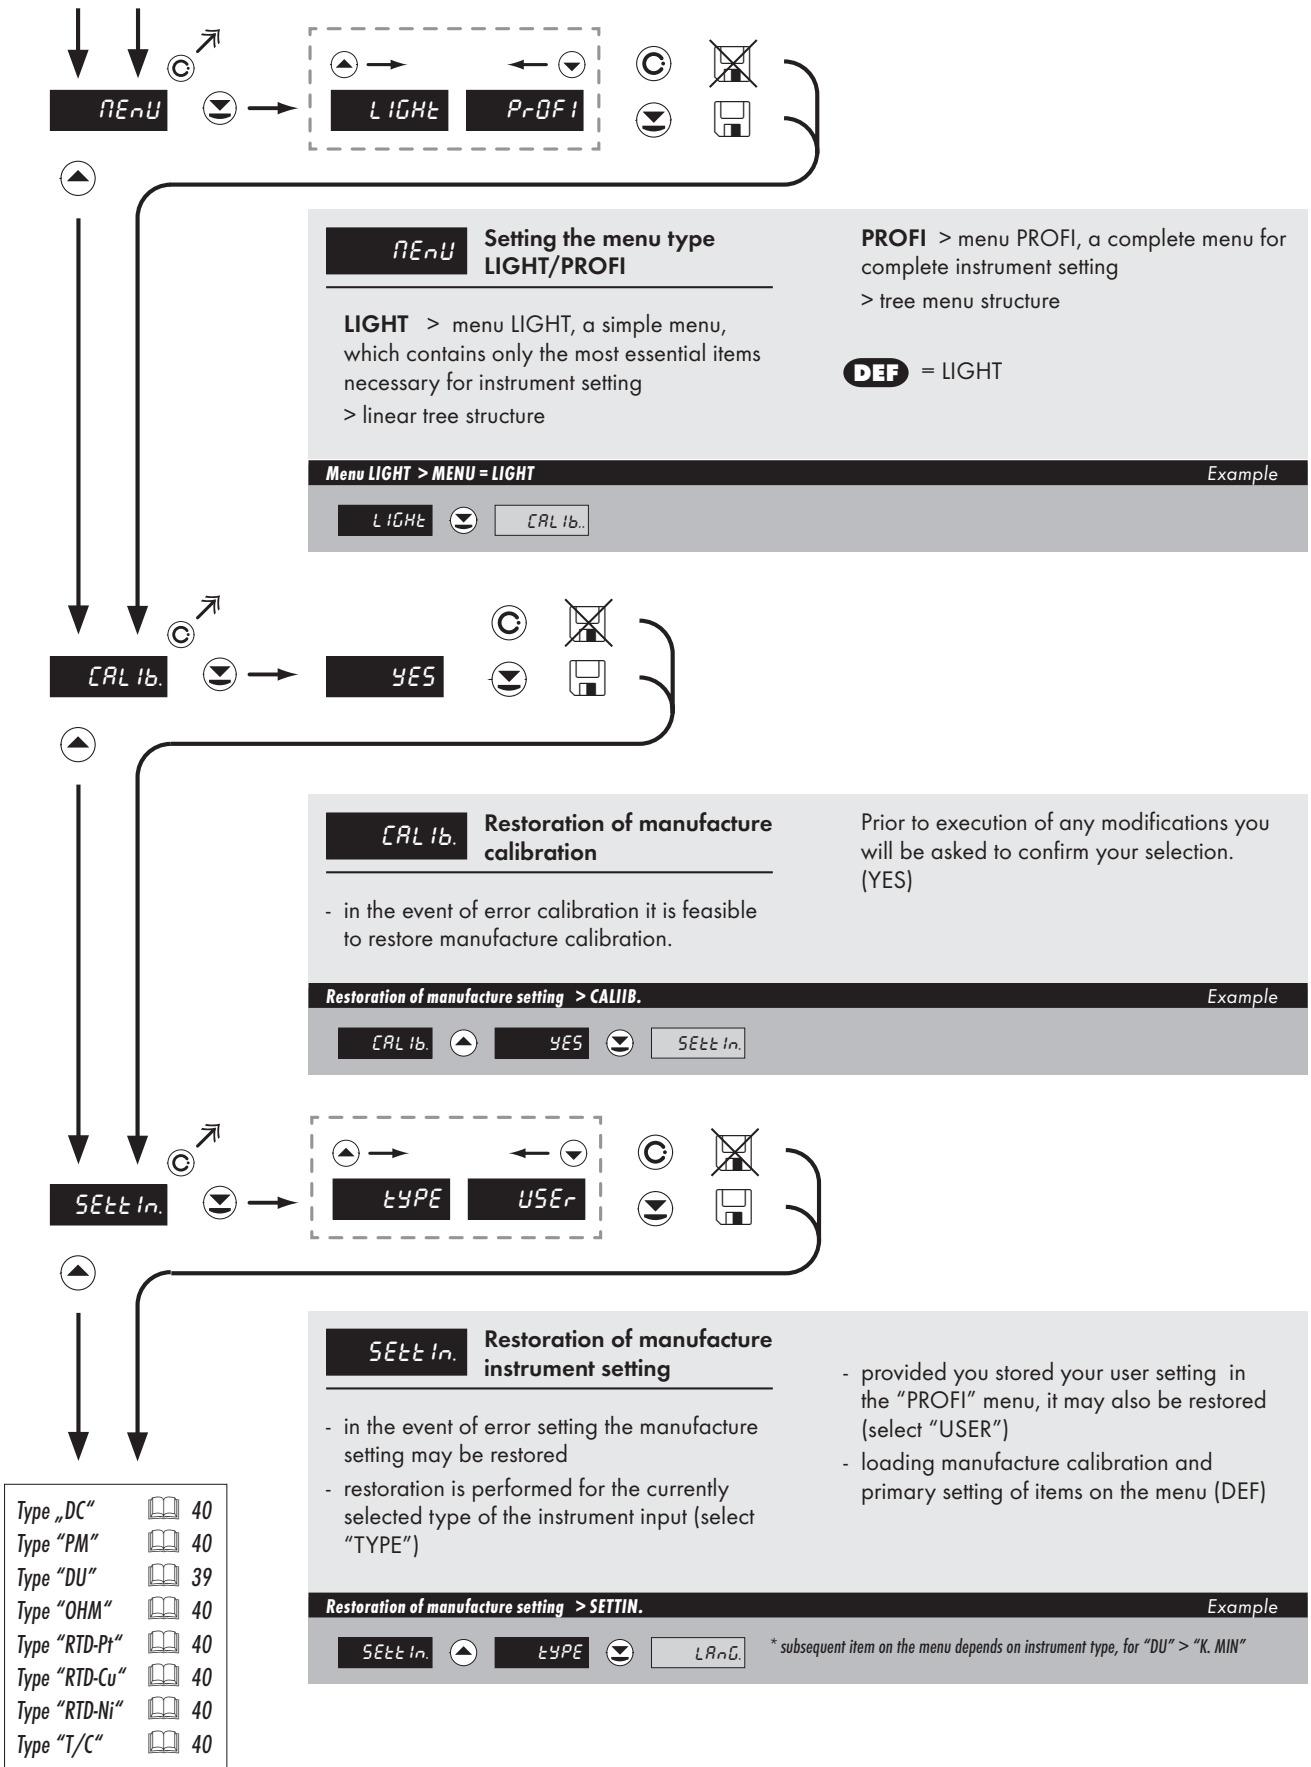 MEnU
LIGHt PrOFI
MEnU
Setting the menu type
LIGHT/PROFI
LIGHT > menu LIGHT, a simple menu,
which contains only the most essential items
necessary for instrument setting
> linear tree structure
PROFI > menu PROFI, a complete menu for
complete instrument setting
> tree menu structure
DEF = LIGHT
Menu LIGHT > MENU = LIGHT Example
LIGHt CALIb..
CALIb. YES
CALIb.
Restoration of manufacture
calibration
- in the event of error calibration it is feasible
to restore manufacture calibration.
Prior to execution of any modifications you
will be asked to confirm your selection.
(YES)
Restoration of manufacture setting > CALIIB. Example
CALIb. YES SEttIn.
SEttIn. tYPE USEr
SEttIn.
Restoration of manufacture
instrument setting
- in the event of error setting the manufacture
setting may be restored
- restoration is performed for the currently
selected type of the instrument input (select
“TYPE”)
- provided you stored your user setting in
the “PROFI” menu, it may also be restored
(select “USER”)
- loading manufacture calibration and
primary setting of items on the menu (DEF)
Restoration of manufacture setting > SETTIN. Example
SEttIn. tYPE LAnG. * subsequent item on the menu depends on instrument type, for “DU” > “K. MIN”
Type „DC“ 40
Type “PM” 40
Type “DU” 39
Type “OHM“ 40
Type “RTD-Pt“ 40
Type “RTD-Cu“ 40
Type “RTD-Ni“ 40
Type “T/C“ 40